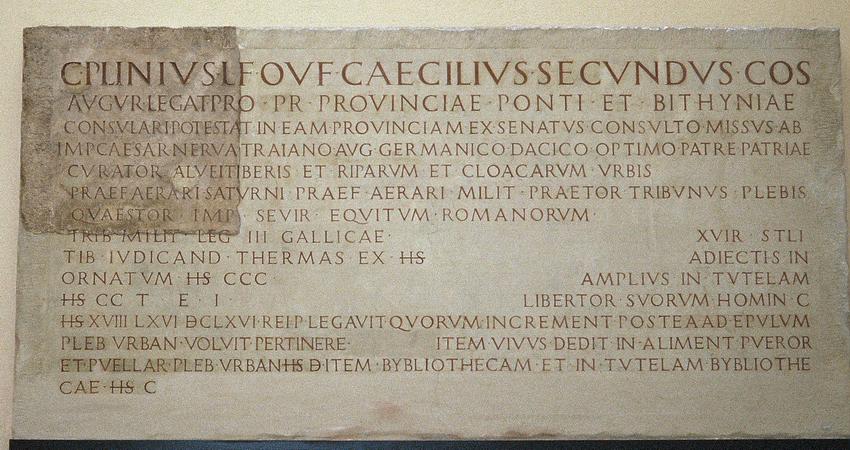 C·PLINIVS·L·F·OVF·CAECILIVS·SECVNDVS·COS
AVGVR·LEGAT·PRO·PR·PROVINCIAE·PONTI·ET·BITHYNIAE
CONSVLARI POTESTAT IN EAM PROVINCIAM EX SENATVS CONSVLTO MISSVS AB
IMP CAESAR NERVA TRAIANO AVG GERMANICO DACICO OPTIMO PATRE PATRIAE
CVRATOR ALVEI TIBERIS ET RIPARVM ET CLOACARVM VRBIS
PRAEF AERARI SATVRNI PRAEF AERARI MILIT PRAETOR TRIBVNVS PLEBIS
QVAESTOR IMP SEVIR EQVITVM ROMANORVM
TRIB MILIT LEG III GALLICAE XVIR STLI
TIB IVDICAND THERMAS EX HS ADIECTIS IN
ORNATVM HS CCC AMPLIVS IN TVTELAM
HS CC T E I LIBERTOR SVORVM HOMIN C
HS XVIII LXVI DCLXVI REIP LEGAVIT QVORVM INCREMENT POSTEA AD EPVLVM
PLEB VRBAN VOLVIT PERTINERE ITEM VIVVS DEDIT IN ALIMENT PVEROR
ET PVELLAR PLEB VRBAN HS D ITEM BYBLIOTHECAM ET IN TVTELAM BYBLIOTHE
CAE HS C